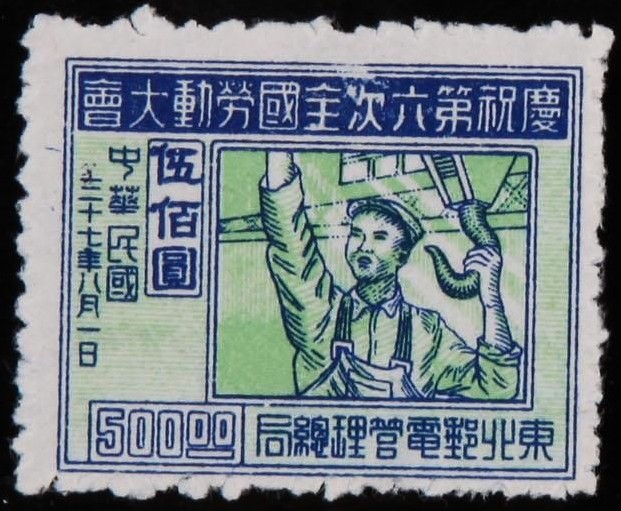 慶祝第六次全國勞動大會
伍佰圓
中華民國
三十七年八月一日
500.00
東北郵電管理總局